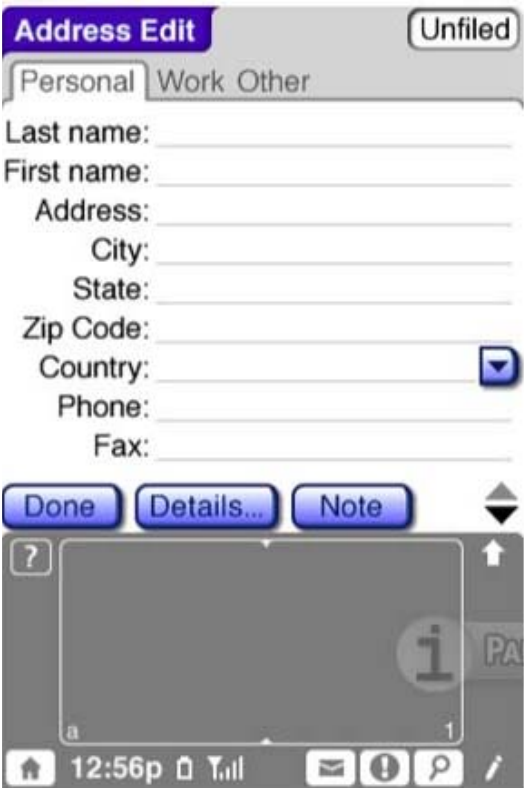 Address Edit
Unfiled
Personal Work Other
Last name:
First name:
Address:
City:
State:
Zip Code:
Country:
Phone:
Fax:
Done
Details...
Note
?
i
a
1
12:56p